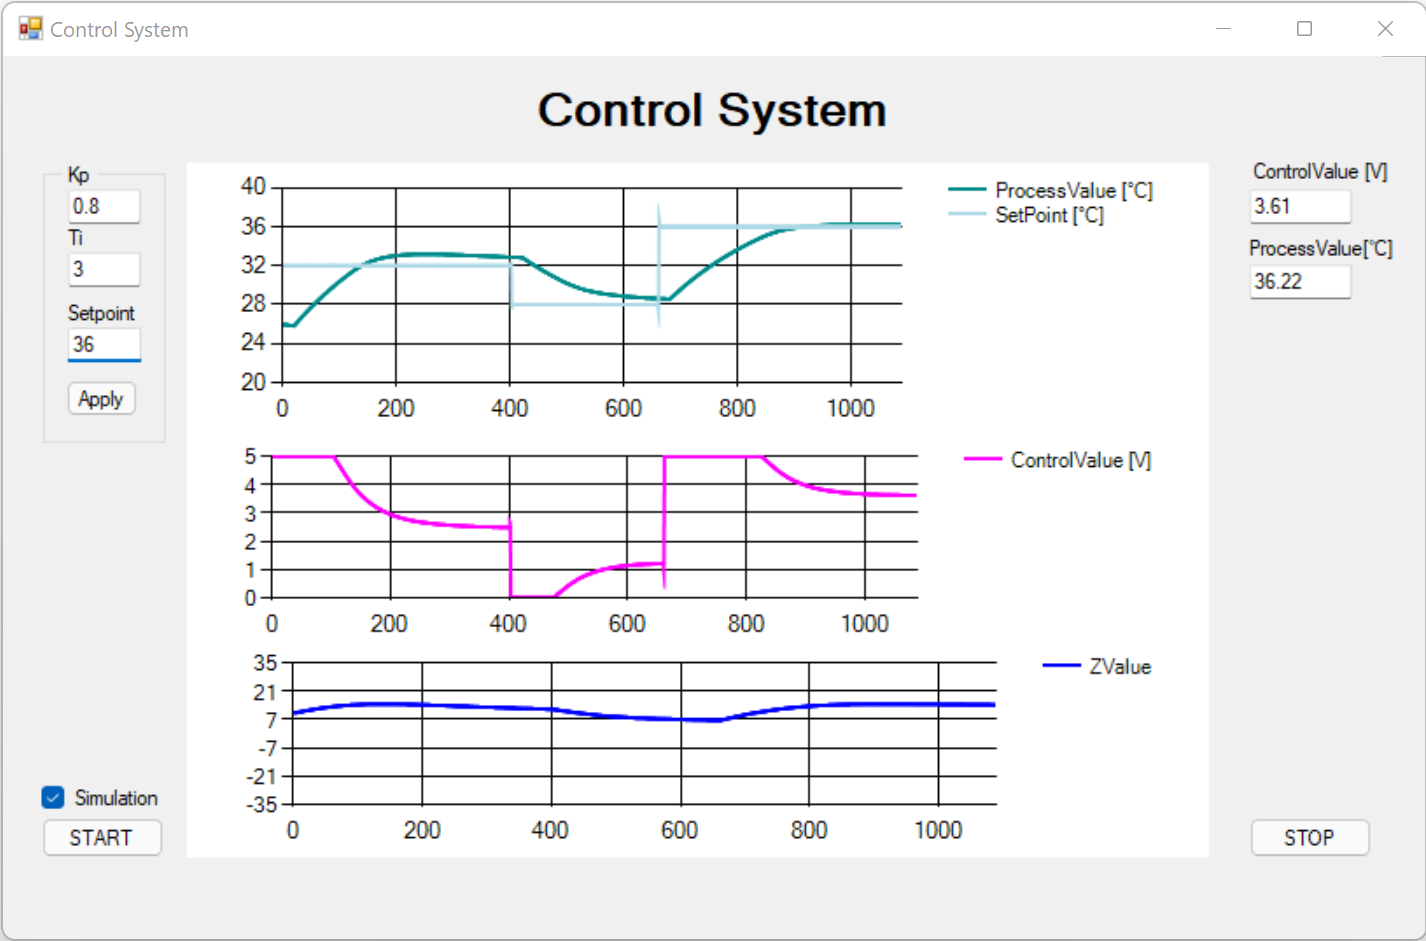 Control System
Control System
Kp
0.8
Ti
3
Setpoint
36
Apply
40
36
32
28
24
20
0 200 400 600 800 1000
ProcessValue [°C]
SetPoint [°C]
5
4
3
2
1
0
0 200 400 600 800 1000
ControlValue [V]
35
21
7
-7
-21
-35
0 200 400 600 800 1000
ZValue
ControlValue [V]
3.61
ProcessValue[°C]
36.22
Simulation
START
STOP